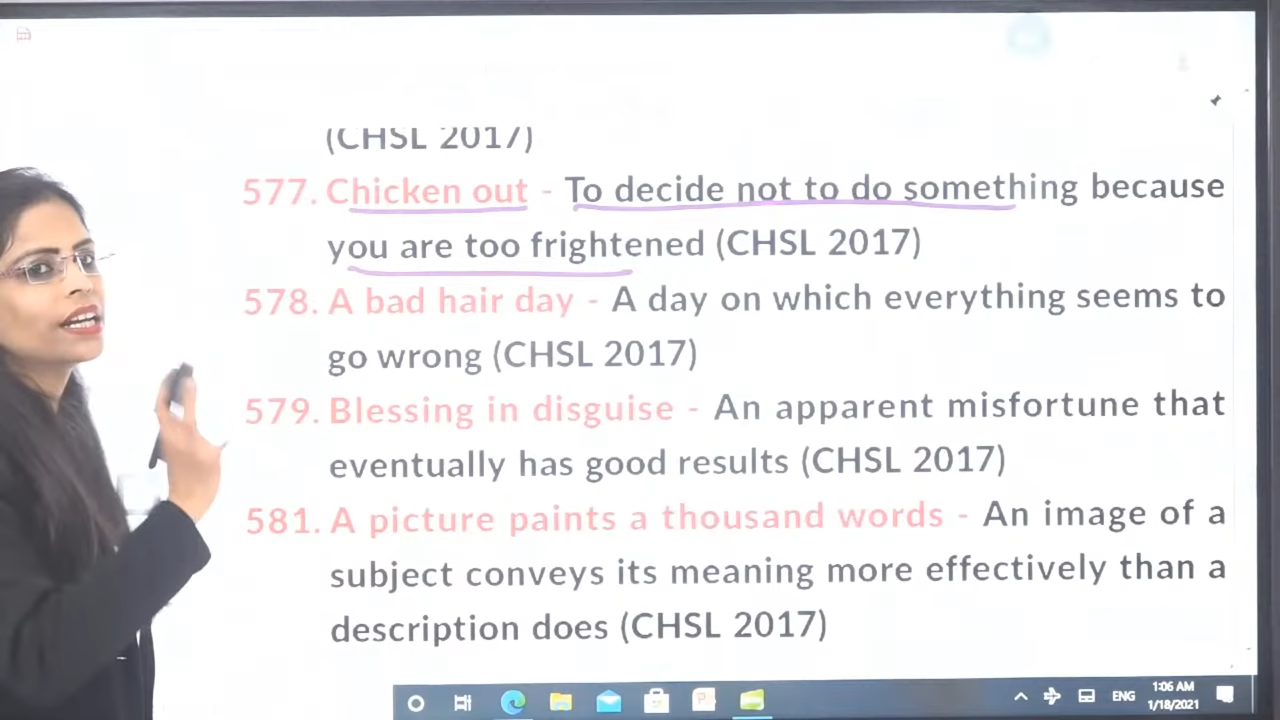 (CHSL 2017)
577. Chicken out - To decide not to do something because
you are too frightened (CHSL 2017)
578. A bad hair day - A day on which everything seems to
go wrong (CHSL 2017)
579. Blessing in disguise - An apparent misfortune that
eventually has good results (CHSL 2017)
581. A picture paints a thousand words - An image of a
subject conveys its meaning more effectively than a
description does (CHSL 2017)
ENG
1:06 AM
1/18/2021